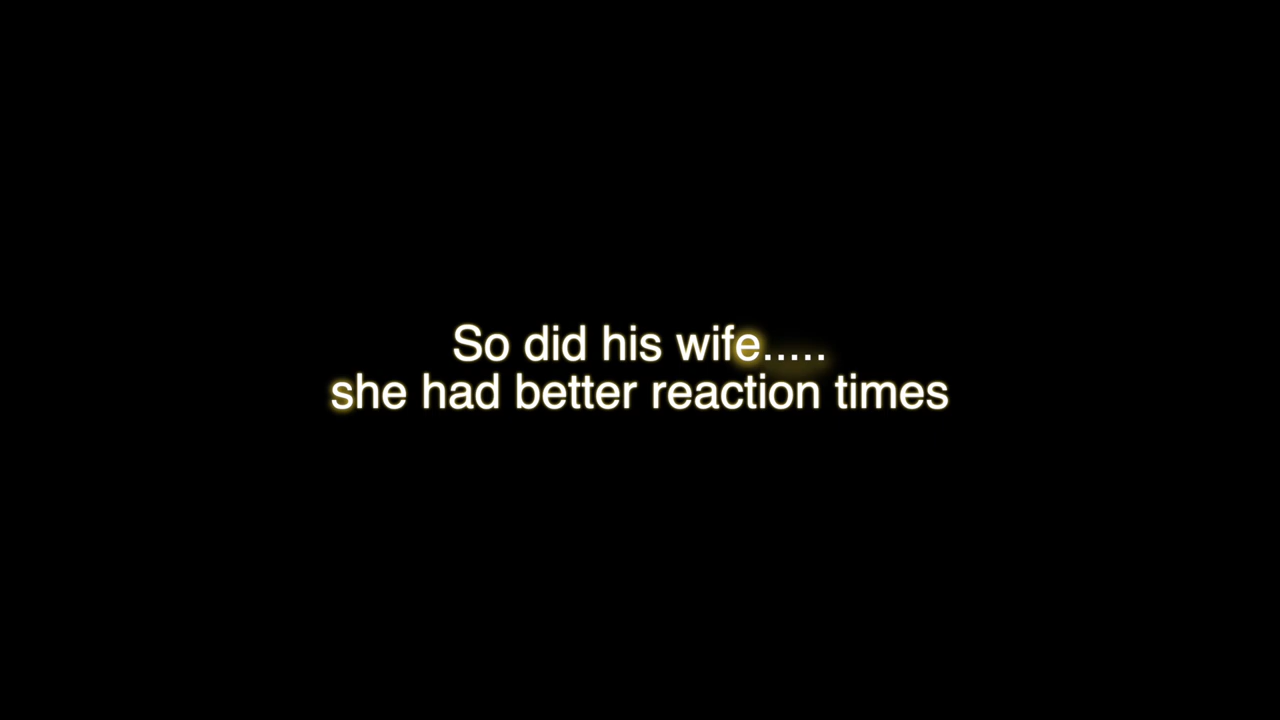 So did his wife.....
she had better reaction times